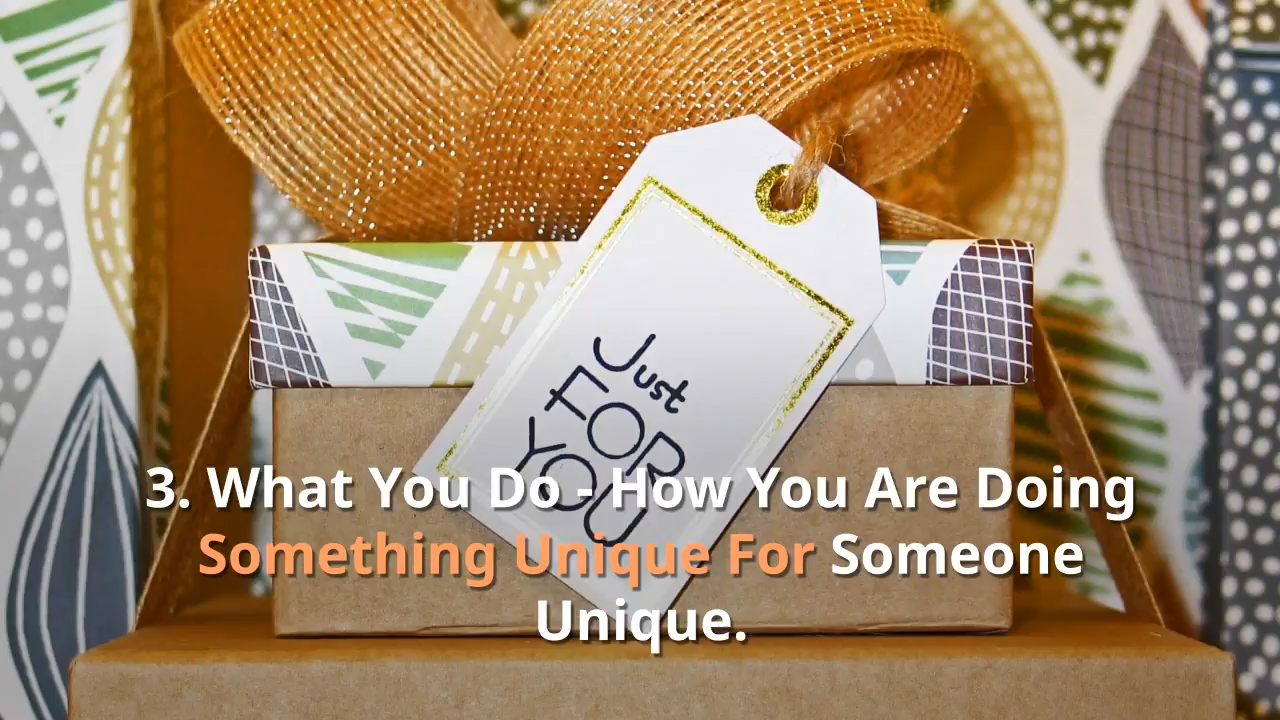 Just
FOR
YOU
3. What You Do - How You Are Doing
Something Unique For Someone
Unique.